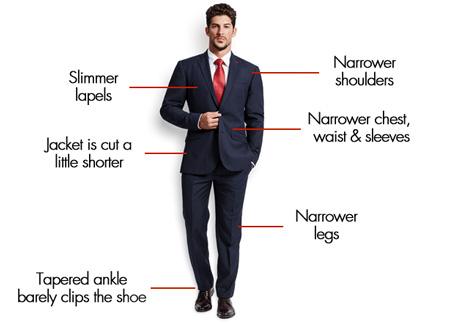 Slimmer
lapels
Narrower
shoulders
Jacket is cut a
little shorter
Narrower chest,
waist & sleeves
Narrower
legs
Tapered ankle
barely clips the shoe